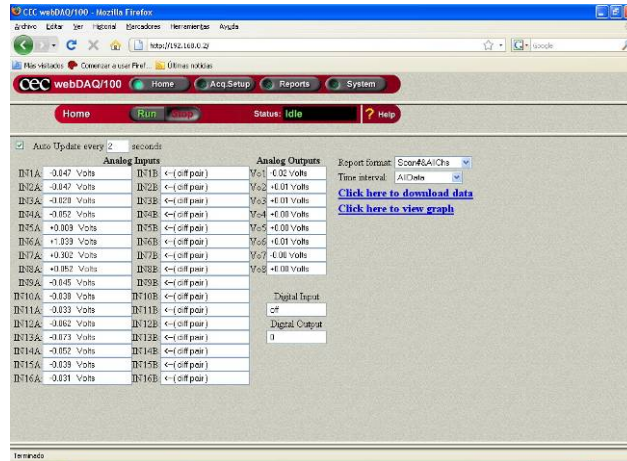 CEC webDAQ/100 - Mozilla Firefox
Archivo Editar Ver Historial Marcadores Herramientas Ayuda
http://192.168.0.2/
Google
Más visitados Comenzar a usar Firef... Últimas noticias
CEC webDAQ/100 Home Acq.Setup Reports System
Home Run Stop Status: Idle ? Help
Auto Update every 2 seconds
Analog Inputs Analog Outputs
IN1A: -0.047 Volts IN1B: <--(diff pair) Vo1 -0.02 Volts
IN2A: -0.047 Volts IN2B: <--(diff pair) Vo2 +0.01 Volts
IN3A: -0.020 Volts IN3B: <--(diff pair) Vo3 +0.01 Volts
IN4A: -0.052 Volts IN4B: <--(diff pair) Vo4 +0.00 Volts
IN5A: +0.009 Volts IN5B: <--(diff pair) Vo5 +0.00 Volts
IN6A: +1.039 Volts IN6B: <--(diff pair) Vo6 +0.01 Volts
IN7A: +0.302 Volts IN7B: <--(diff pair) Vo7 -0.00 Volts
IN8A: +0.052 Volts IN8B: <--(diff pair) Vo8 +0.00 Volts
IN9A: -0.045 Volts IN9B: <--(diff pair)
IN10A: -0.038 Volts IN10B: <--(diff pair)
IN11A: -0.033 Volts IN11B: <--(diff pair)
IN12A: -0.062 Volts IN12B: <--(diff pair)
IN13A: -0.073 Volts IN13B: <--(diff pair)
IN14A: -0.052 Volts IN14B: <--(diff pair)
IN15A: -0.039 Volts IN15B: <--(diff pair)
IN16A: -0.031 Volts IN16B: <--(diff pair)
Digital Input
off
Digital Output
0
Report format: Scan#&AllChs
Time interval: AllData
Click here to download data
Click here to view graph
Terminado